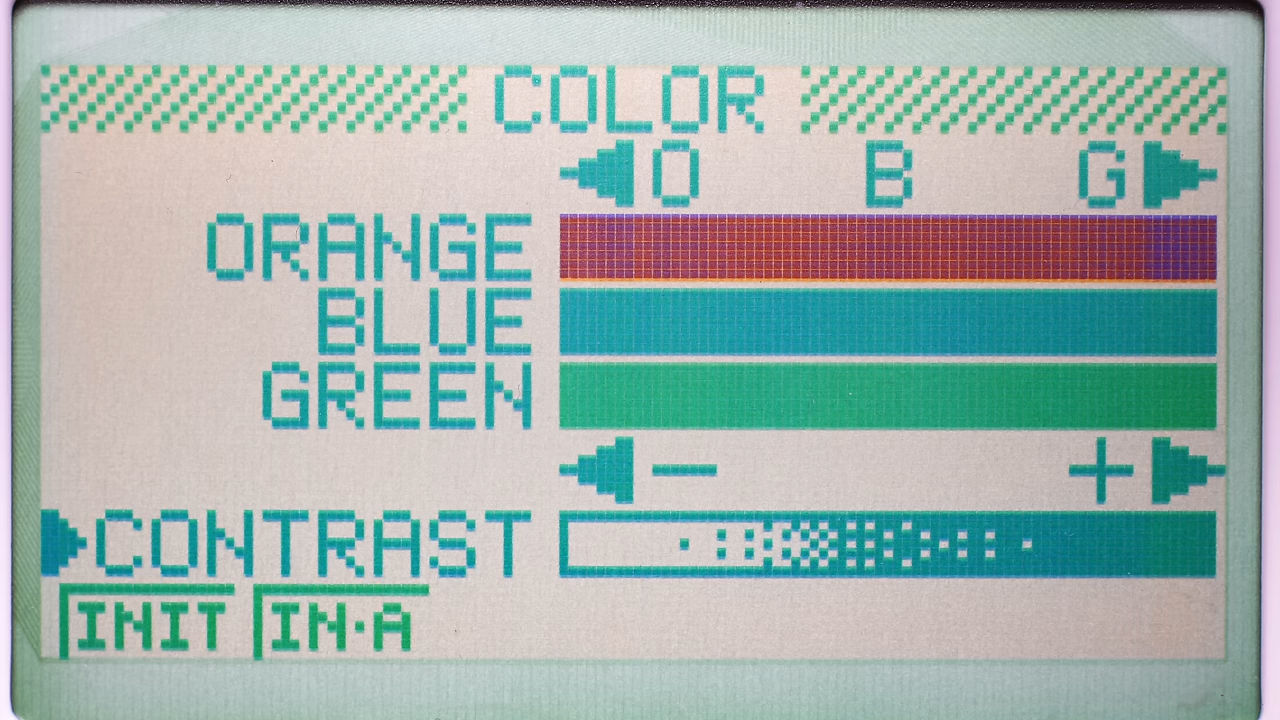 COLOR
O B G
ORANGE
BLUE
GREEN
- +
CONTRAST
INIT IN·A